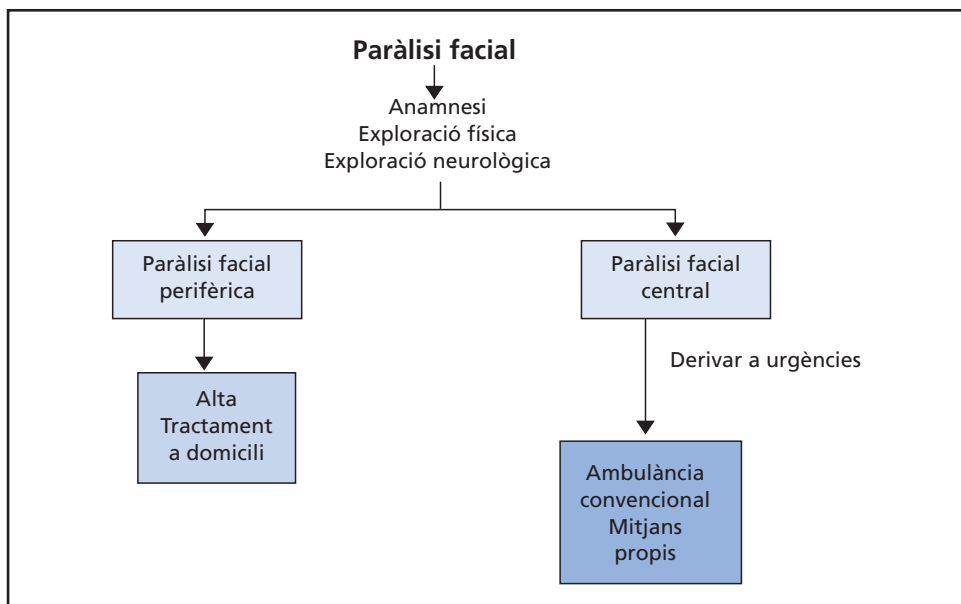 Paràlisi facial
Anamnesi
Exploració física
Exploració neurològica
Paràlisi facial
perifèrica
Paràlisi facial
central
Derivar a urgències
Alta
Tractament
a domicili
Ambulància
convencional
Mitjans
propis